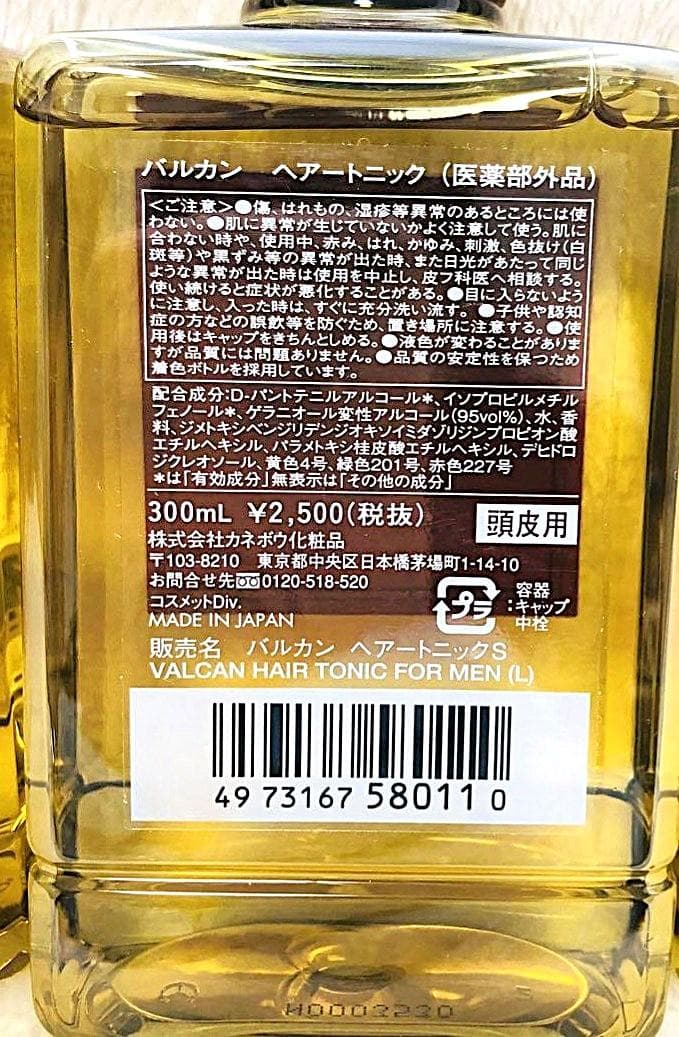 バルカン　ヘアートニック（医薬部外品）
＜ご注意＞●傷、はれもの、湿疹等異常のあるところには使
わない。●肌に異常が生じていないかよく注意して使う。肌に
合わない時や、使用中、赤み、はれ、かゆみ、刺激、色抜け(白
斑等)や黒ずみ等の異常が出た時、また日光があたって同じ
ような異常が出た時は使用を中止し、皮フ科医へ相談する。
使い続けると症状が悪化することがある。●目に入らないよう
に注意し、入った時は、すぐに充分洗い流す。●子供や認知
症の方などの誤飲等を防ぐため、置き場所に注意する。●使
用後はキャップをきちんとしめる。●液色が変わることがありま
すが品質には問題ありません。●品質の安定性を保つため
着色ボトルを採用しています。
配合成分:D-パントテニルアルコール＊、イソプロピルメチル
フェノール＊、ゲラニオール変性アルコール(95vol%)、水、香
料、ジメトキシベンジリデンジオキソイミダゾリジンプロピオン酸
エチルヘキシル、パラメトキシ桂皮酸エチルヘキシル、デヒドロ
ジクレオソール、黄色4号、緑色201号、赤色227号
＊は「有効成分」無表示は「その他の成分」
300mL ¥2,500(税抜)
頭皮用
株式会社カネボウ化粧品
〒103-8210　東京都中央区日本橋茅場町1-14-10
お問合せ先 0120-518-520
コスメットDiv.
MADE IN JAPAN
プラ
:容器
キャップ
中栓
販売名　バルカン ヘアートニックS
VALCAN HAIR TONIC FOR MEN (L)
49 73167 58011 0
W0003230